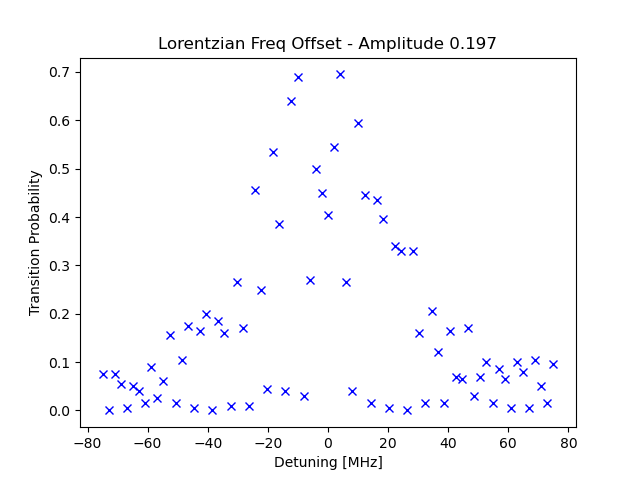 Lorentzian Freq Offset - Amplitude 0.197
Transition Probability
0.7
0.6
0.5
0.4
0.3
0.2
0.1
0.0
−80 −60 −40 −20 0 20 40 60 80
Detuning [MHz]